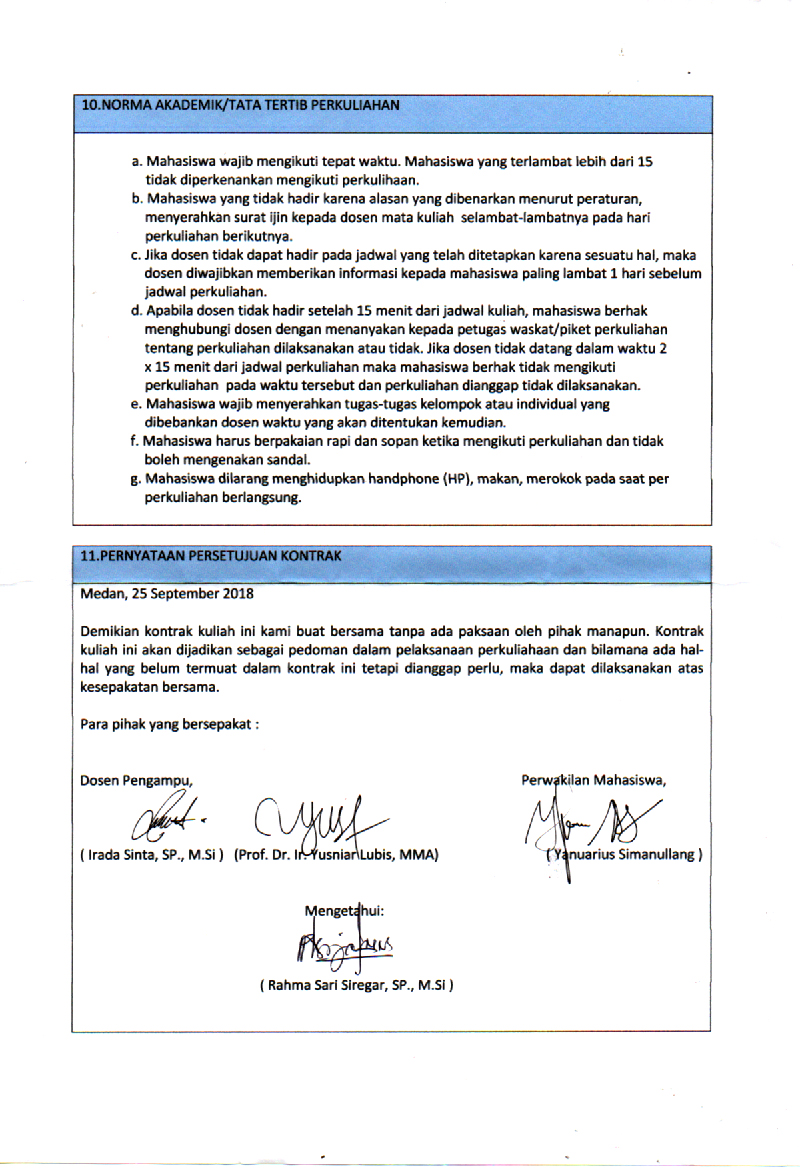 10.NORMA AKADEMIK/TATA TERTIB PERKULIAHAN
a. Mahasiswa wajib mengikuti tepat waktu. Mahasiswa yang terlambat lebih dari 15
tidak diperkenankan mengikuti perkulihaan.
b. Mahasiswa yang tidak hadir karena alasan yang dibenarkan menurut peraturan,
menyerahkan surat ijin kepada dosen mata kuliah selambat-lambatnya pada hari
perkuliahan berikutnya.
c. Jika dosen tidak dapat hadir pada jadwal yang telah ditetapkan karena sesuatu hal, maka
dosen diwajibkan memberikan informasi kepada mahasiswa paling lambat 1 hari sebelum
jadwal perkuliahan.
d. Apabila dosen tidak hadir setelah 15 menit dari jadwal kuliah, mahasiswa berhak
menghubungi dosen dengan menanyakan kepada petugas waskat/piket perkuliahan
tentang perkuliahan dilaksanakan atau tidak. Jika dosen tidak datang dalam waktu 2
x 15 menit dari jadwal perkuliahan maka mahasiswa berhak tidak mengikuti
perkuliahan pada waktu tersebut dan perkuliahan dianggap tidak dilaksanakan.
e. Mahasiswa wajib menyerahkan tugas-tugas kelompok atau individual yang
dibebankan dosen waktu yang akan ditentukan kemudian.
f. Mahasiswa harus berpakaian rapi dan sopan ketika mengikuti perkuliahan dan tidak
boleh mengenakan sandal.
g. Mahasiswa dilarang menghidupkan handphone (HP), makan, merokok pada saat per
perkuliahan berlangsung.
11.PERNYATAAN PERSETUJUAN KONTRAK
Medan, 25 September 2018
Demikian kontrak kuliah ini kami buat bersama tanpa ada paksaan oleh pihak manapun. Kontrak
kuliah ini akan dijadikan sebagai pedoman dalam pelaksanaan perkuliahaan dan bilamana ada hal-
hal yang belum termuat dalam kontrak ini tetapi dianggap perlu, maka dapat dilaksanakan atas
kesepakatan bersama.
Para pihak yang bersepakat :
Dosen Pengampu, Perwakilan Mahasiswa,
( Irada Sinta, SP., M.Si ) (Prof. Dr. Ir. Yusniar Lubis, MMA) ( Yanuarius Simanullang )
Mengetahui:
( Rahma Sari Siregar, SP., M.Si )